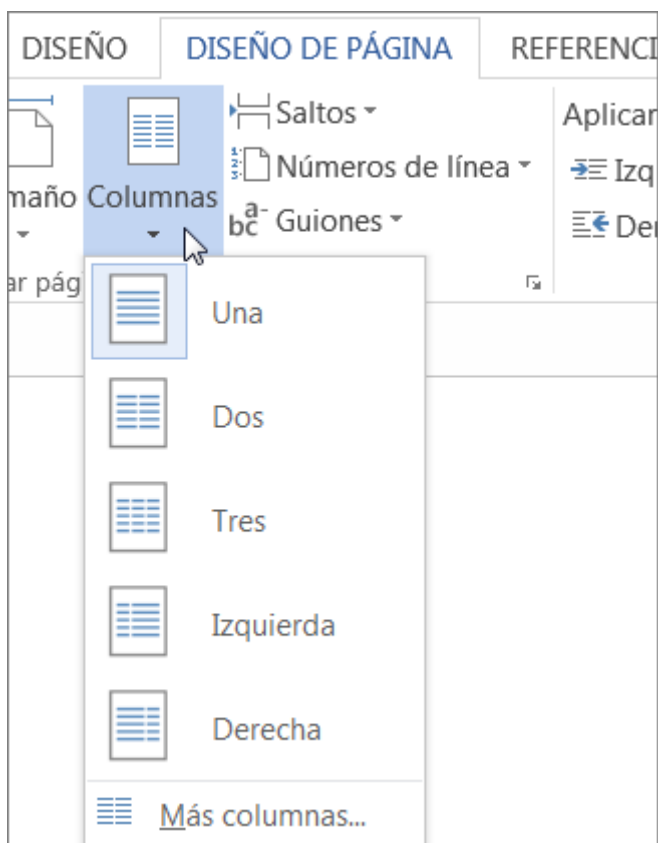 DISEÑO DISEÑO DE PÁGINA REFERENCI
Saltos Aplicar
Números de línea Izq
maño Columnas Guiones Der
ar pág
Una
Dos
Tres
Izquierda
Derecha
Más columnas...